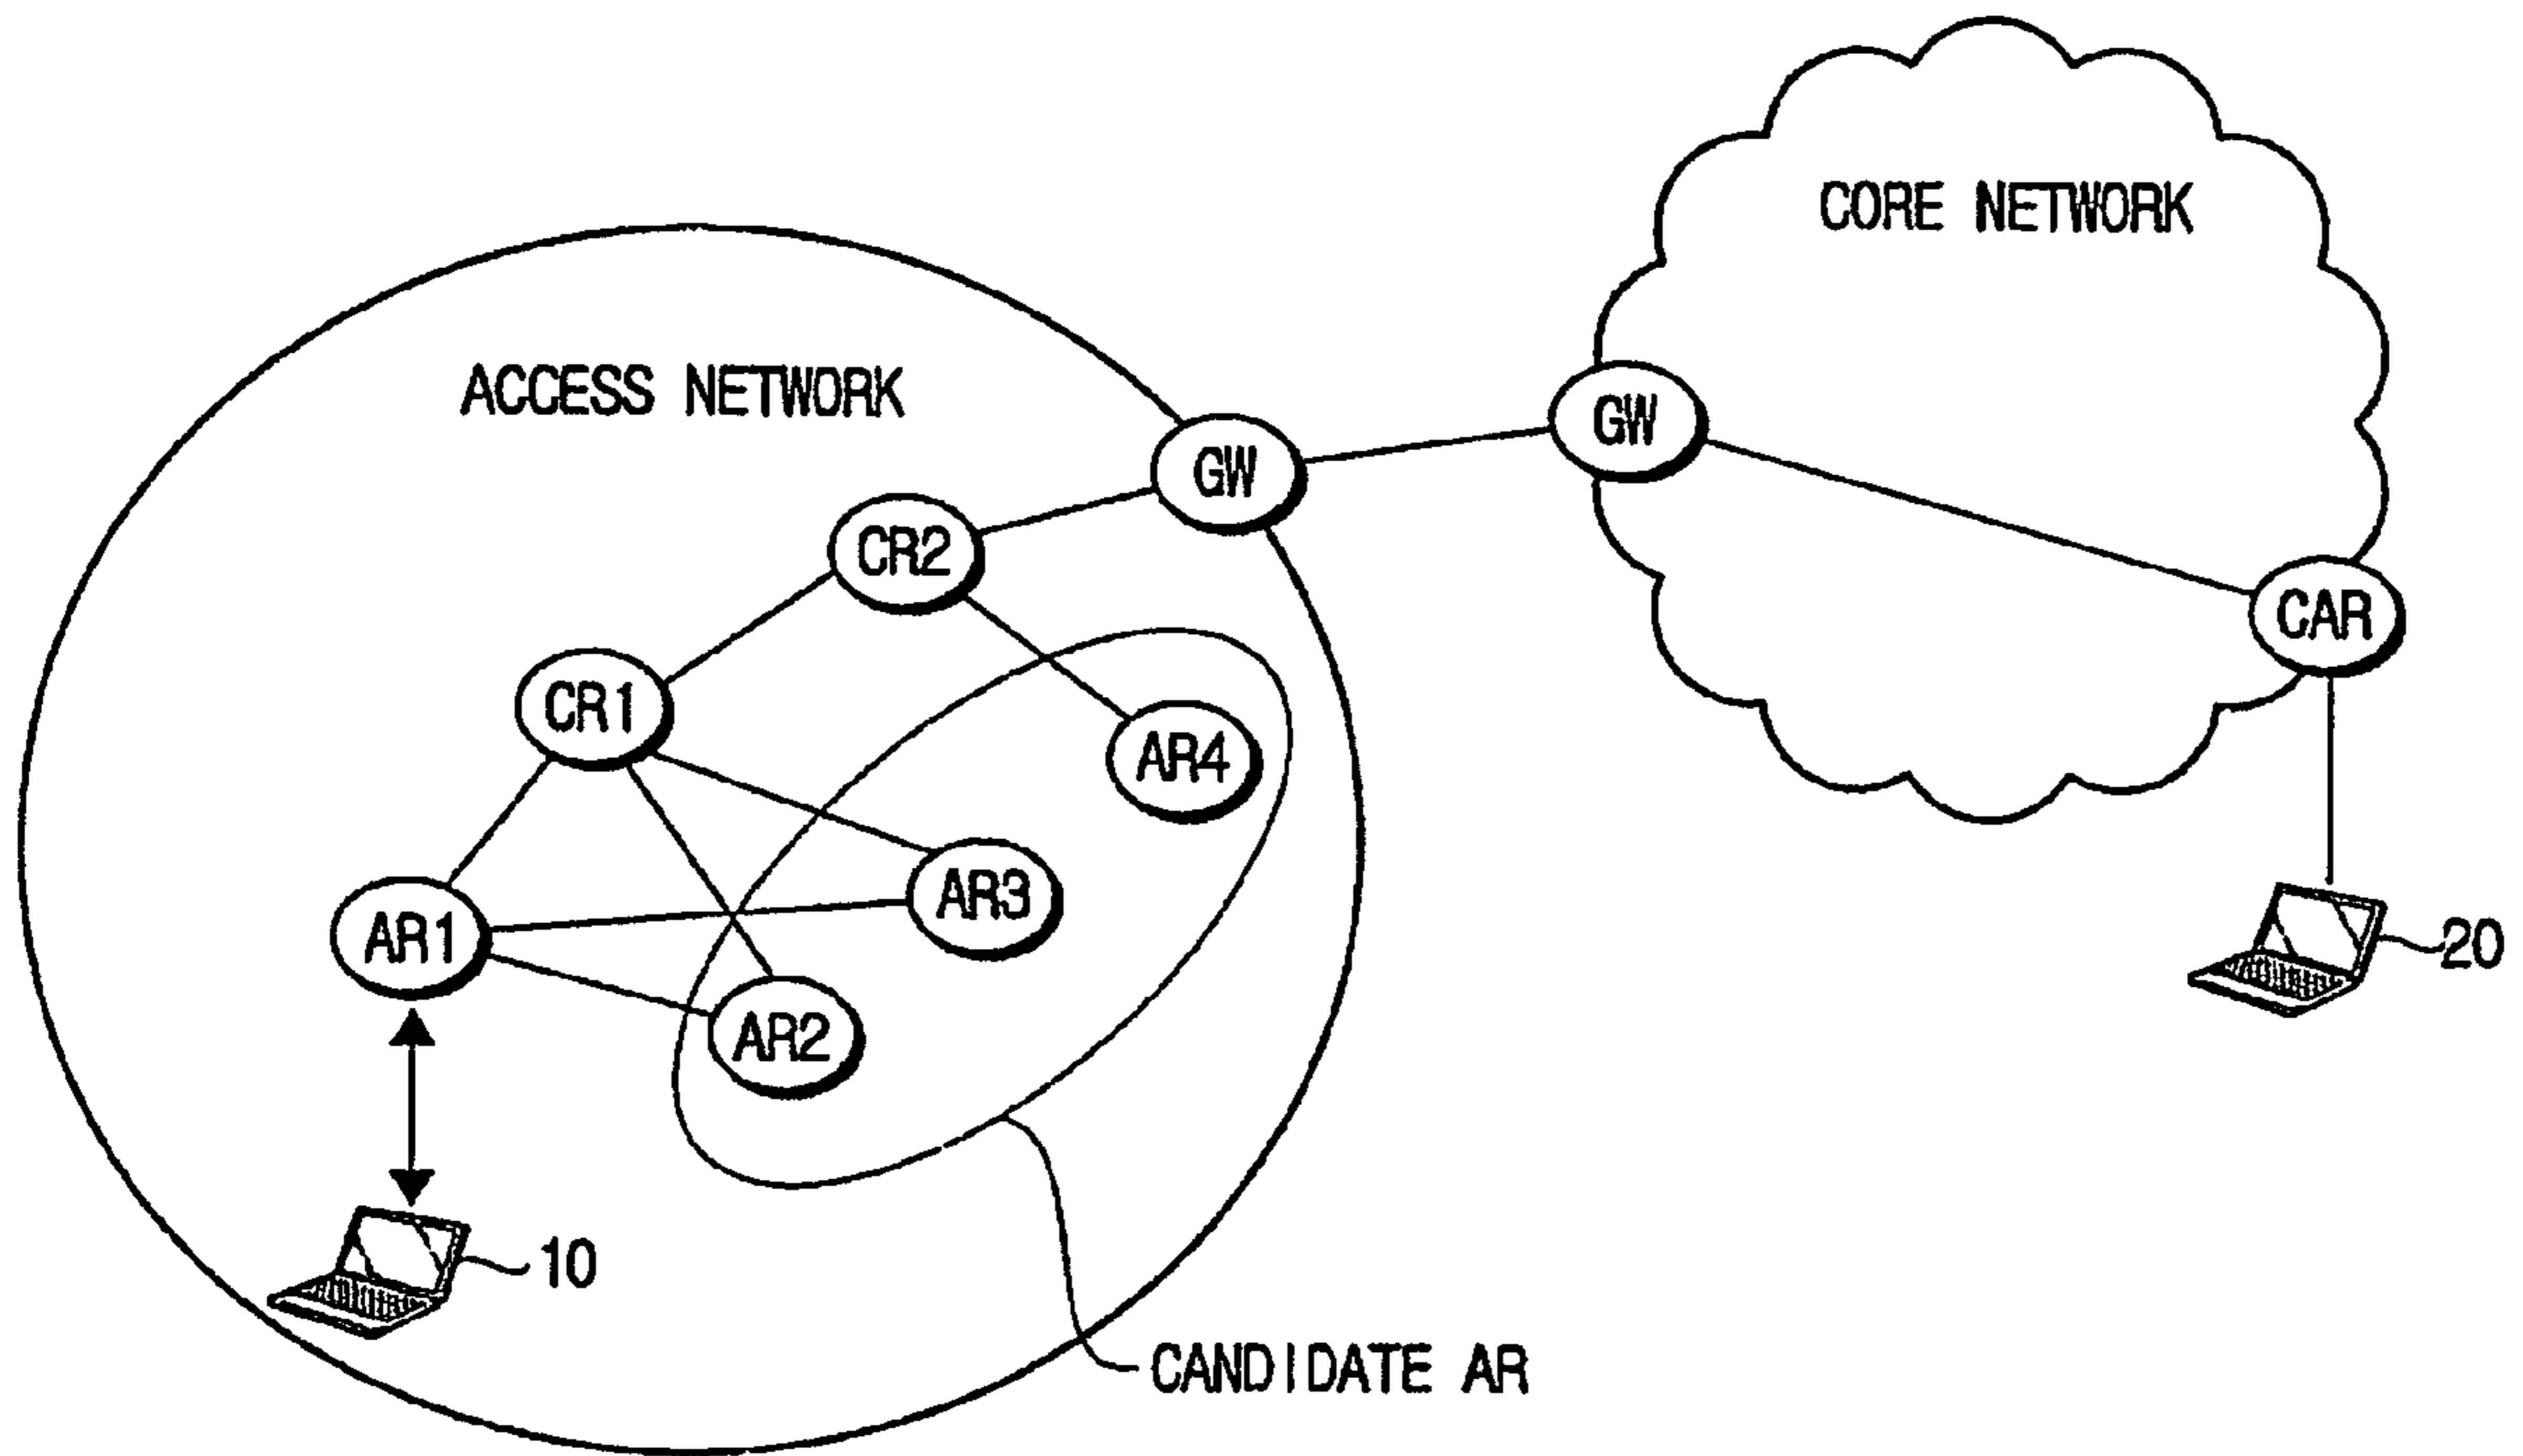 CORE NETWORK
ACCESS NETWORK
GW
GW
CR2
CAR
CR1
AR4
AR3
AR1
20
AR2
10
CANDIDATE AR